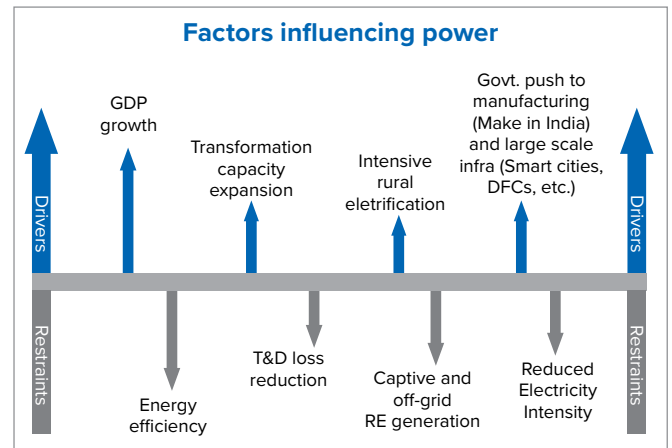 Factors influencing power
Drivers
GDP
growth
Transformation
capacity
expansion
Intensive
rural
eletrification
Govt. push to
manufacturing
(Make in India)
and large scale
infra (Smart cities,
DFCs, etc.)
Drivers
Restraints
Energy
efficiency
T&D loss
reduction
Captive and
off-grid
RE generation
Reduced
Electricity
Intensity
Restraints